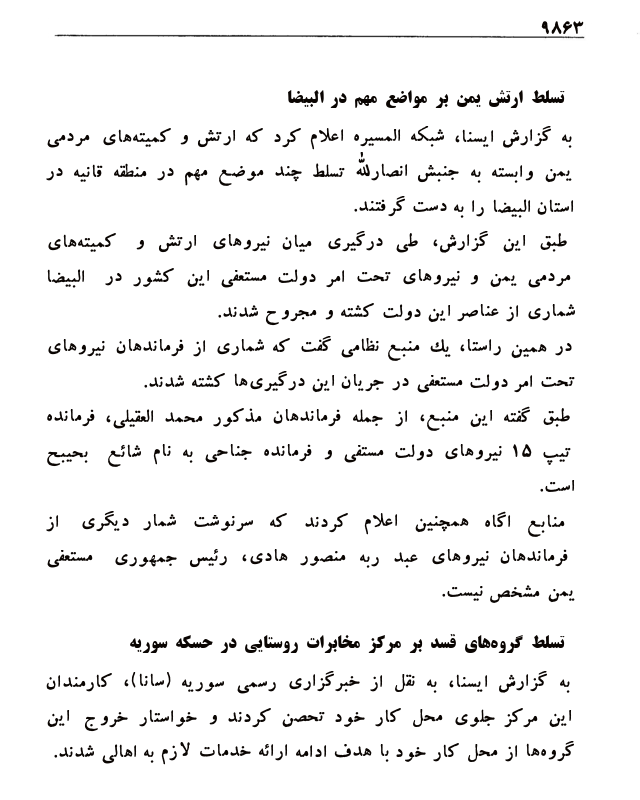 ۹۸۶۳
تسلط ارتش یمن بر مواضع مهم در البیضا
به گزارش ایسنا، شبکه المسیره اعلام کرد که ارتش و کمیته‌های مردمی
یمن وابسته به جنبش انصارالله تسلط چند موضع مهم در منطقه قانیه در
استان البیضا را به دست گرفتند.
طبق این گزارش، طی درگیری میان نیروهای ارتش و کمیته‌های
مردمی یمن و نیروهای تحت امر دولت مستعفی این کشور در البیضا
شماری از عناصر این دولت کشته و مجروح شدند.
در همین راستا، یك منبع نظامی گفت که شماری از فرماندهان نیروهای
تحت امر دولت مستعفی در جریان این درگیری‌ها کشته شدند.
طبق گفته این منبع، از جمله فرماندهان مذکور محمد العقیلی، فرمانده
تیپ ۱۵ نیروهای دولت مستفی و فرمانده جناحی به نام شائع بحیبح
است.
منابع اگاه همچنین اعلام کردند که سرنوشت شمار دیگری از
فرماندهان نیروهای عبد ربه منصور هادی، رئیس جمهوری مستعفی
یمن مشخص نیست.
تسلط گروه‌های قسد بر مرکز مخابرات روستایی در حسکه سوریه
به گزارش ایسنا، به نقل از خبرگزاری رسمی سوریه (سانا)، کارمندان
این مرکز جلوی محل کار خود تحصن کردند و خواستار خروج این
گروه‌ها از محل کار خود با هدف ادامه ارائه خدمات لازم به اهالی شدند.